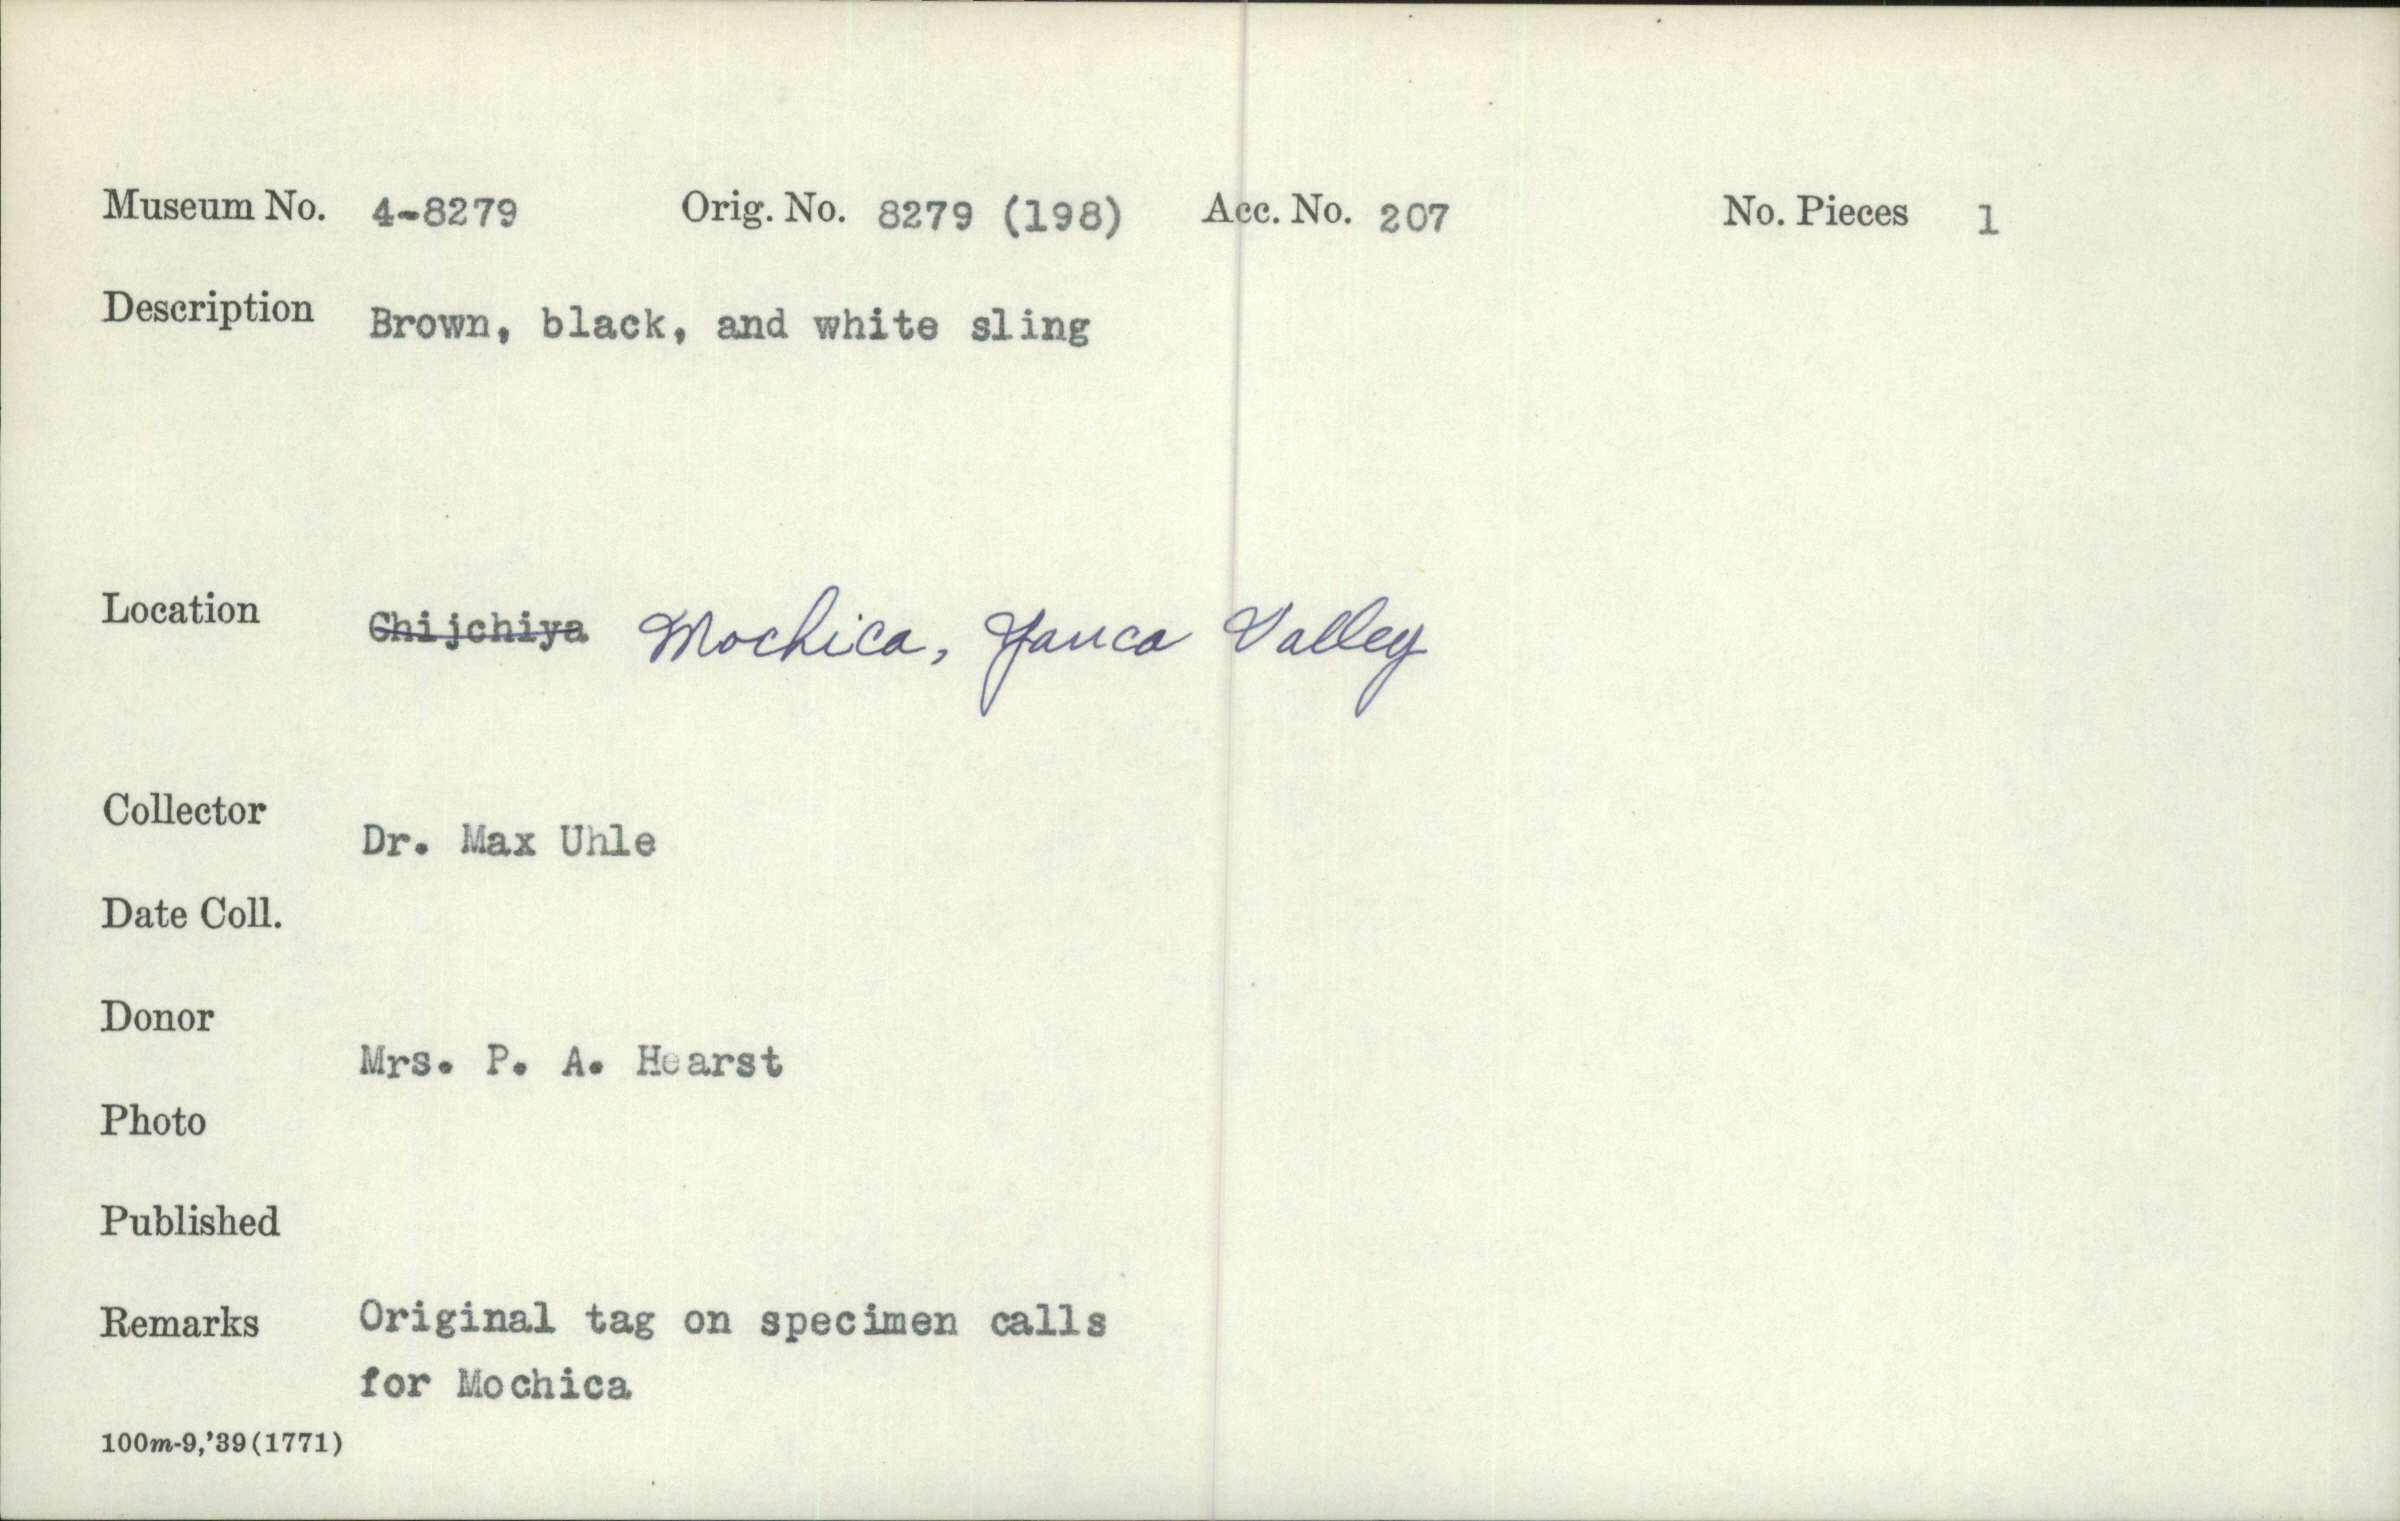 Museum No. 4-8279 Orig. No. 8279 (198) Acc. No. 207 No. Pieces 1
Description Brown, black, and white sling
Location Chijchiya Mochica, Yauca Valley
Collector
Dr. Max Uhle
Date Coll.
Donor
Mrs. P. A. Hearst
Photo
Published
Remarks Original tag on specimen calls
for Mochica
100m-9,'39(1771)